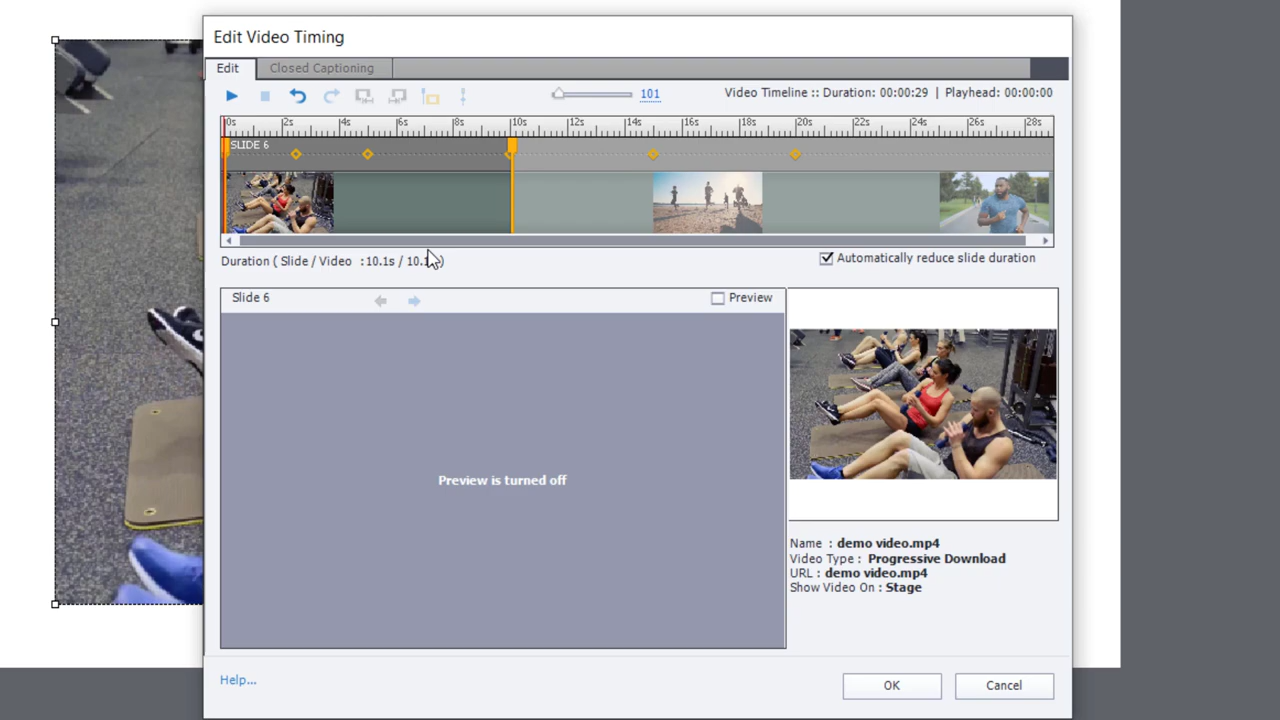 Edit Video Timing
Edit Closed Captioning
101 Video Timeline :: Duration: 00:00:29 | Playhead: 00:00:00
0s 2s 4s 6s 8s 10s 12s 14s 16s 18s 20s 22s 24s 26s 28s
SLIDE 6
Duration ( Slide / Video :10.1s / 10.1 )
Automatically reduce slide duration
Slide 6 Preview
Preview is turned off
Name : demo video.mp4
Video Type : Progressive Download
URL : demo video.mp4
Show Video On : Stage
Help... OK Cancel